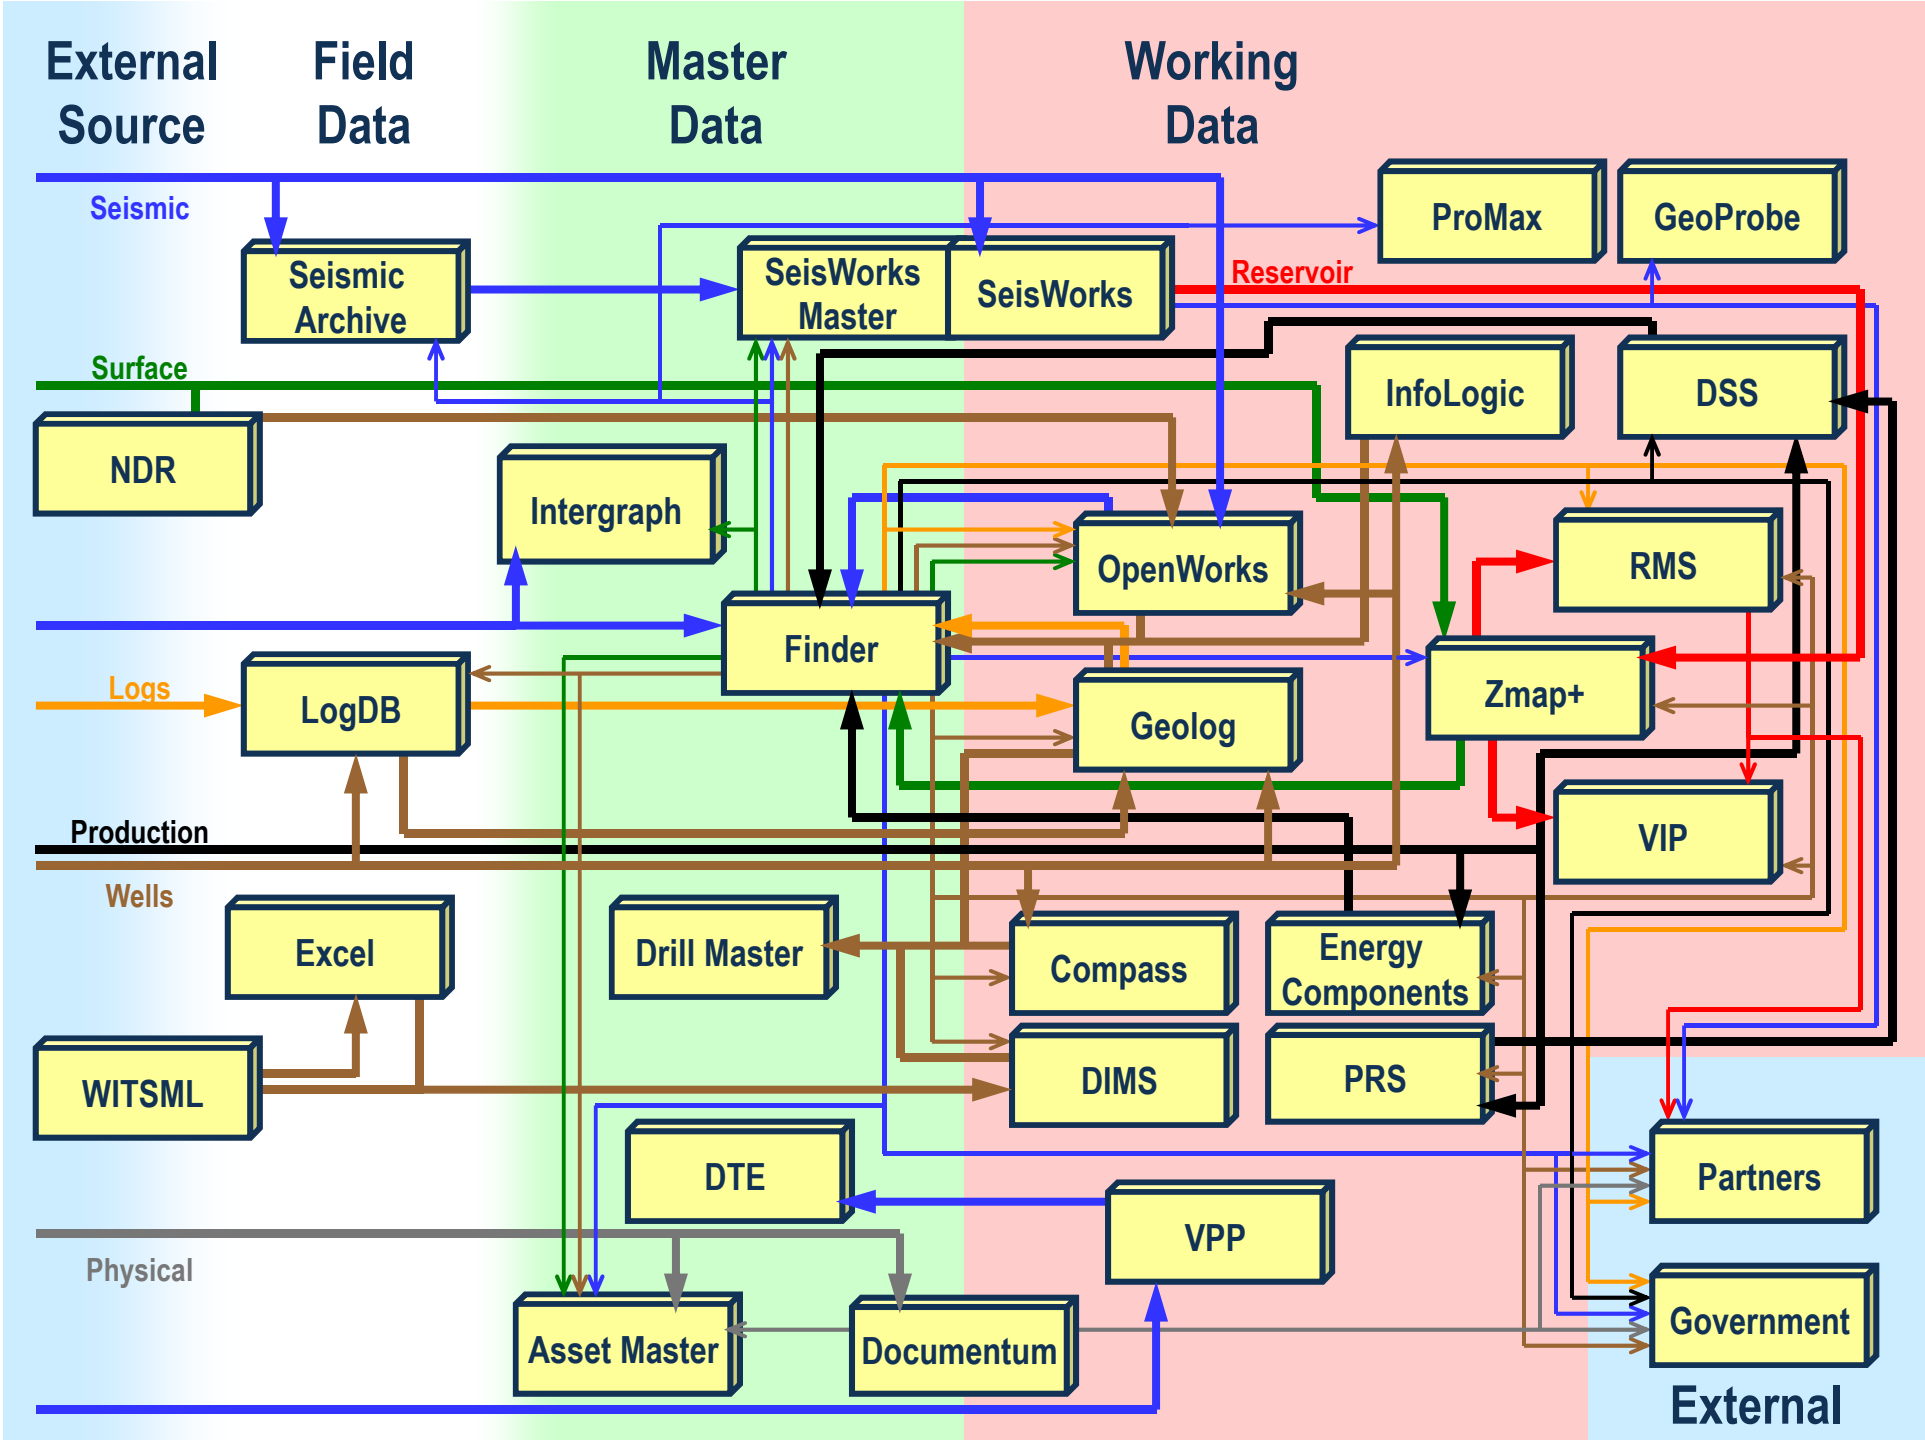 External
Source
Field
Data
Master
Data
Working
Data
Seismic
ProMax
GeoProbe
Seismic
Archive
SeisWorks
Master
SeisWorks
Reservoir
Surface
InfoLogic
DSS
NDR
Intergraph
OpenWorks
RMS
Finder
Logs
LogDB
Geolog
Zmap+
Production
VIP
Wells
Excel
Drill Master
Compass
Energy
Components
WITSML
DIMS
PRS
DTE
Partners
VPP
Physical
Asset Master
Documentum
Government
External